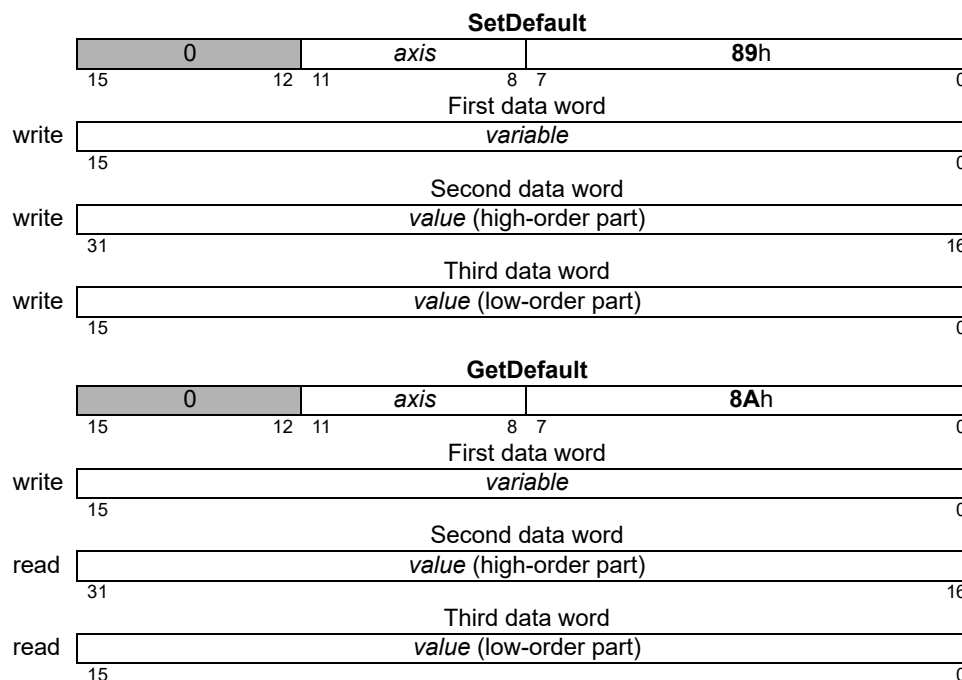 SetDefault
0 axis 89h
15 12 11 8 7 0
First data word
write variable
15 0
Second data word
write value (high-order part)
31 16
Third data word
write value (low-order part)
15 0
GetDefault
0 axis 8Ah
15 12 11 8 7 0
First data word
write variable
15 0
Second data word
read value (high-order part)
31 16
Third data word
read value (low-order part)
15 0